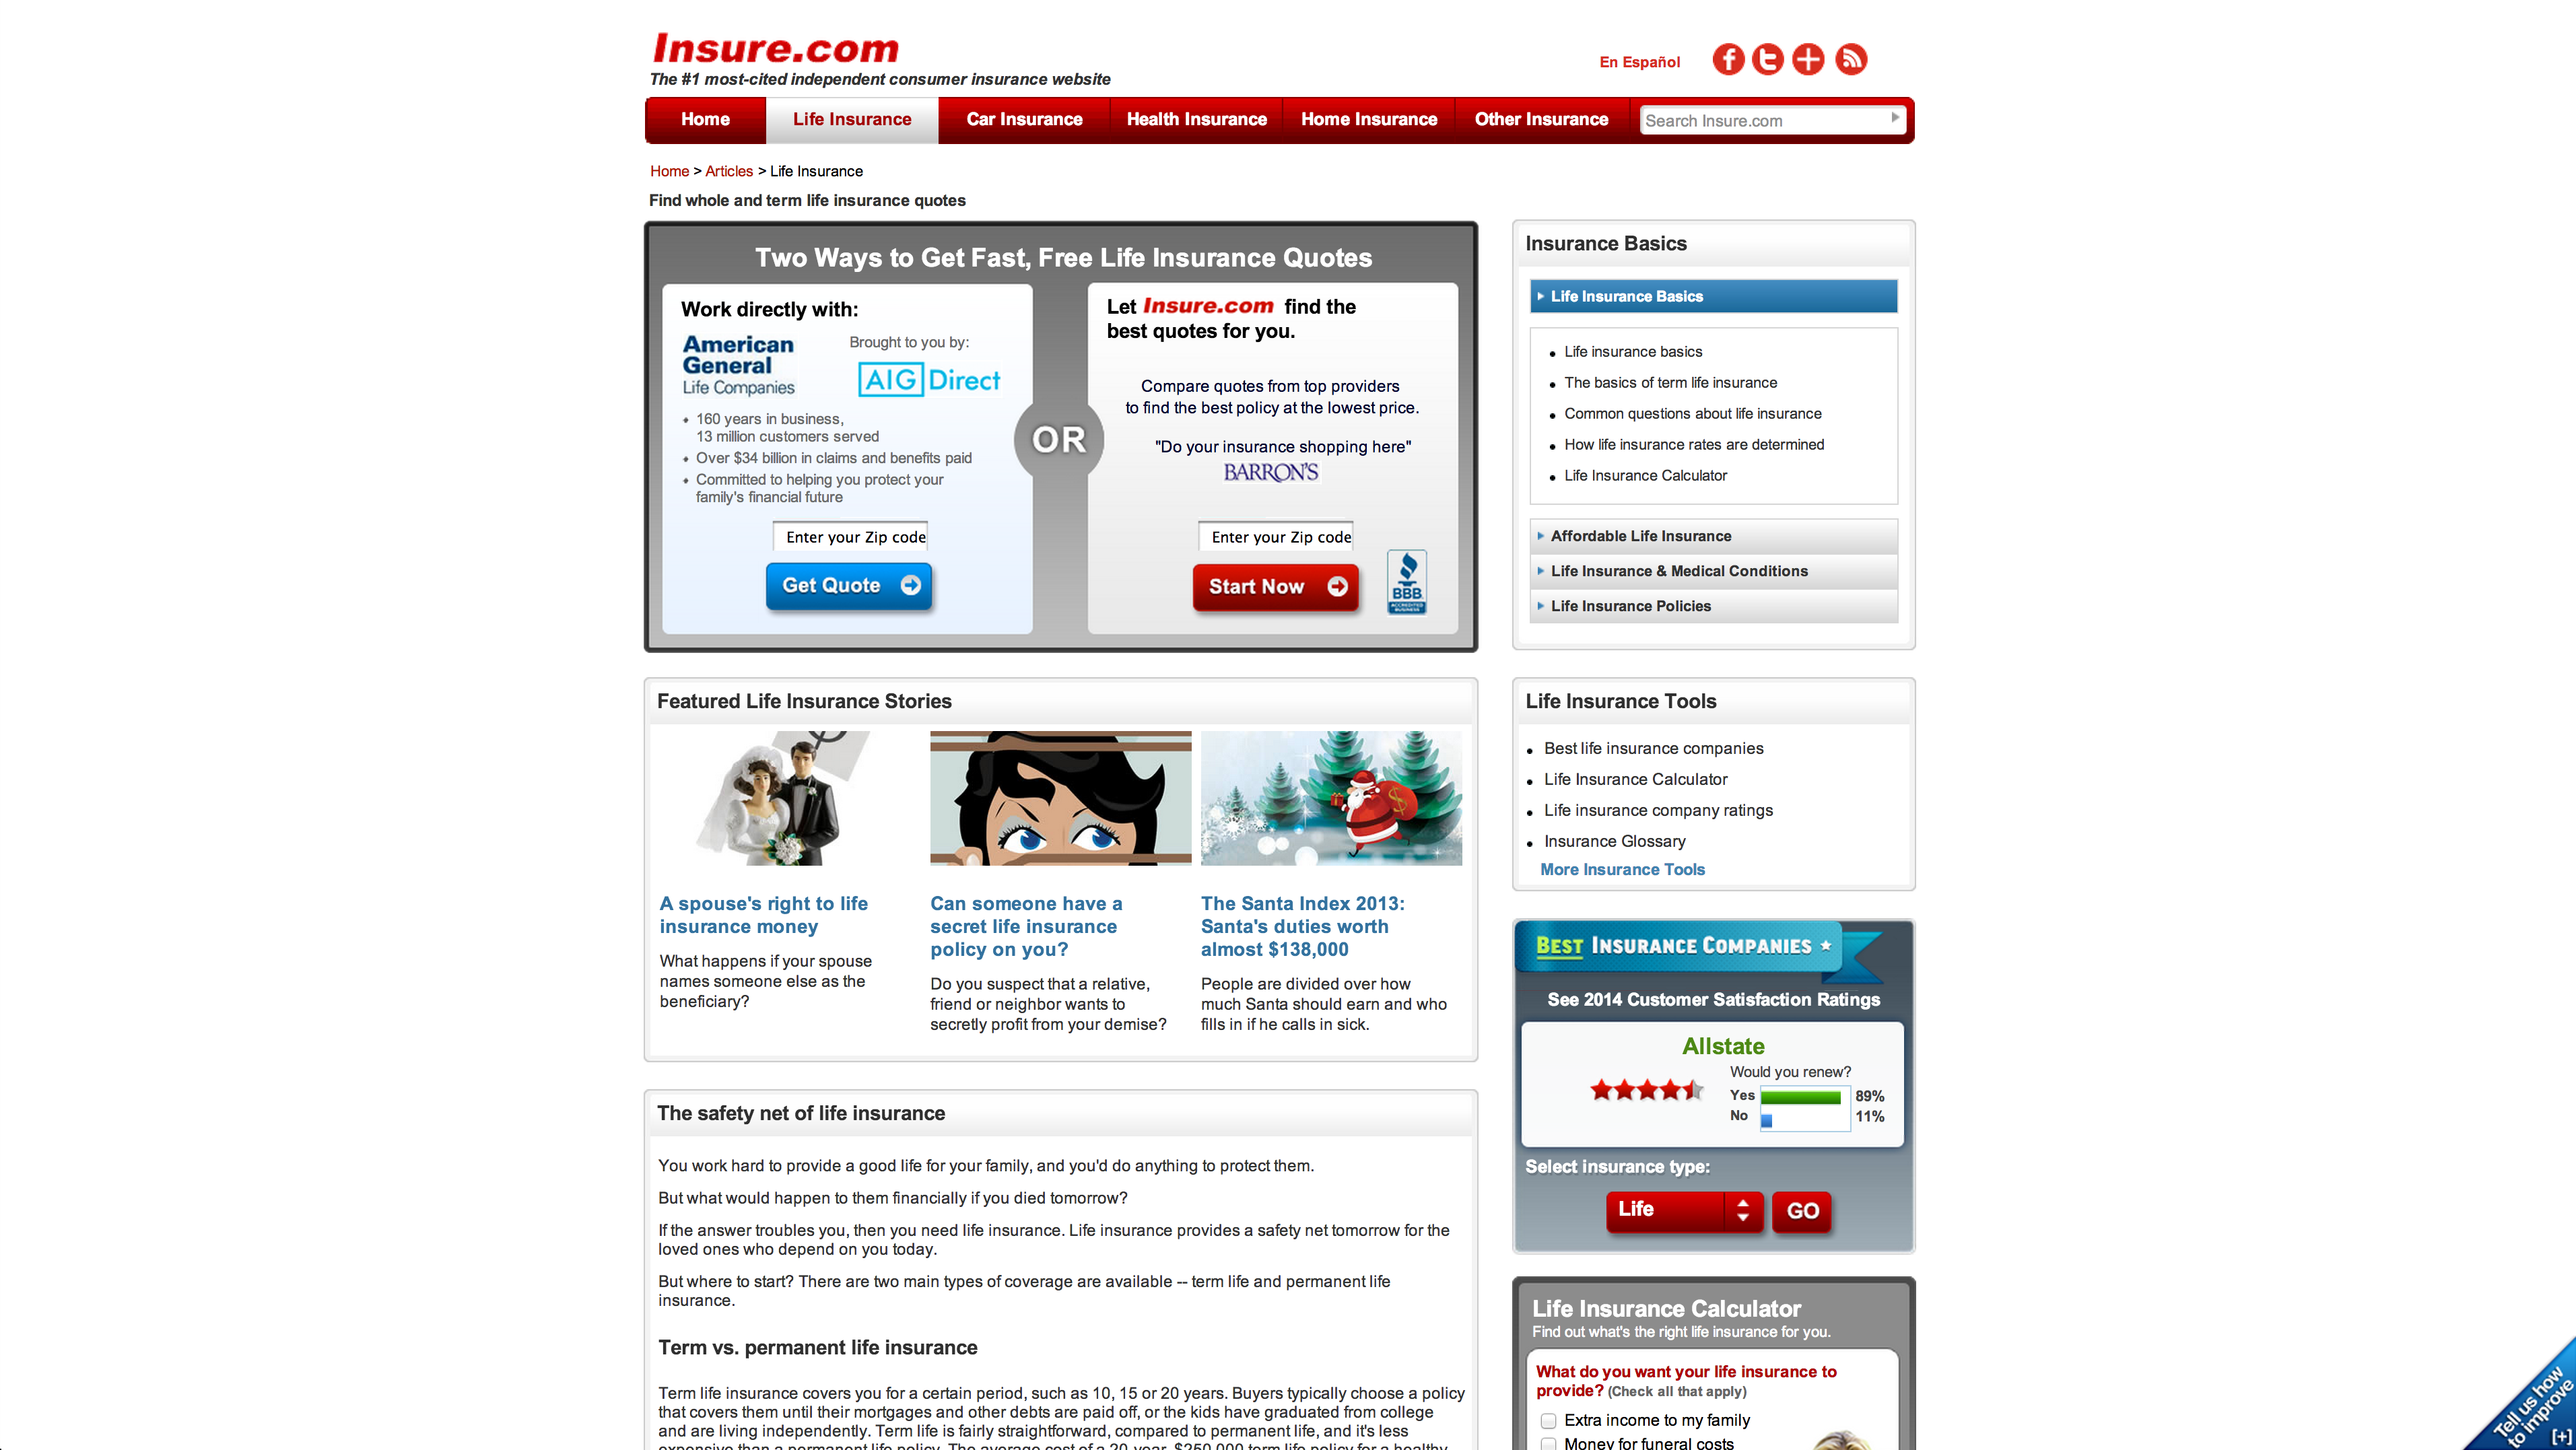 Insure.com
The #1 most-cited independent consumer insurance website
En Español
Home
Life Insurance
Car Insurance
Health Insurance
Home Insurance
Other Insurance
Search Insure.com
Home > Articles > Life Insurance
Find whole and term life insurance quotes
Two Ways to Get Fast, Free Life Insurance Quotes
Work directly with:
American
General
Life Companies
Brought to you by:
AIG Direct
160 years in business,
13 million customers served
Over $34 billion in claims and benefits paid
Committed to helping you protect your
family's financial future
Enter your Zip code
Get Quote
OR
Let Insure.com find the
best quotes for you.
Compare quotes from top providers
to find the best policy at the lowest price.
"Do your insurance shopping here"
BARRON'S
Enter your Zip code
Start Now
BBB
ACCREDITED
BUSINESS
Insurance Basics
Life Insurance Basics
Life insurance basics
The basics of term life insurance
Common questions about life insurance
How life insurance rates are determined
Life Insurance Calculator
Affordable Life Insurance
Life Insurance & Medical Conditions
Life Insurance Policies
Featured Life Insurance Stories
A spouse's right to life
insurance money
What happens if your spouse
names someone else as the
beneficiary?
Can someone have a
secret life insurance
policy on you?
Do you suspect that a relative,
friend or neighbor wants to
secretly profit from your demise?
The Santa Index 2013:
Santa's duties worth
almost $138,000
People are divided over how
much Santa should earn and who
fills in if he calls in sick.
Life Insurance Tools
Best life insurance companies
Life Insurance Calculator
Life insurance company ratings
Insurance Glossary
More Insurance Tools
BEST INSURANCE COMPANIES
See 2014 Customer Satisfaction Ratings
Allstate
Would you renew?
Yes 89%
No 11%
Select insurance type:
Life
GO
The safety net of life insurance
You work hard to provide a good life for your family, and you'd do anything to protect them.
But what would happen to them financially if you died tomorrow?
If the answer troubles you, then you need life insurance. Life insurance provides a safety net tomorrow for the
loved ones who depend on you today.
But where to start? There are two main types of coverage are available -- term life and permanent life
insurance.
Term vs. permanent life insurance
Term life insurance covers you for a certain period, such as 10, 15 or 20 years. Buyers typically choose a policy
that covers them until their mortgages and other debts are paid off, or the kids have graduated from college
and are living independently. Term life is fairly straightforward, compared to permanent life, and it's less
expensive than a permanent life policy. The average cost of a 20-year, $250,000 term life policy for a healthy
Life Insurance Calculator
Find out what's the right life insurance for you.
What do you want your life insurance to
provide? (Check all that apply)
Extra income to my family
Money for funeral costs
Tell us how
to improve
[+]